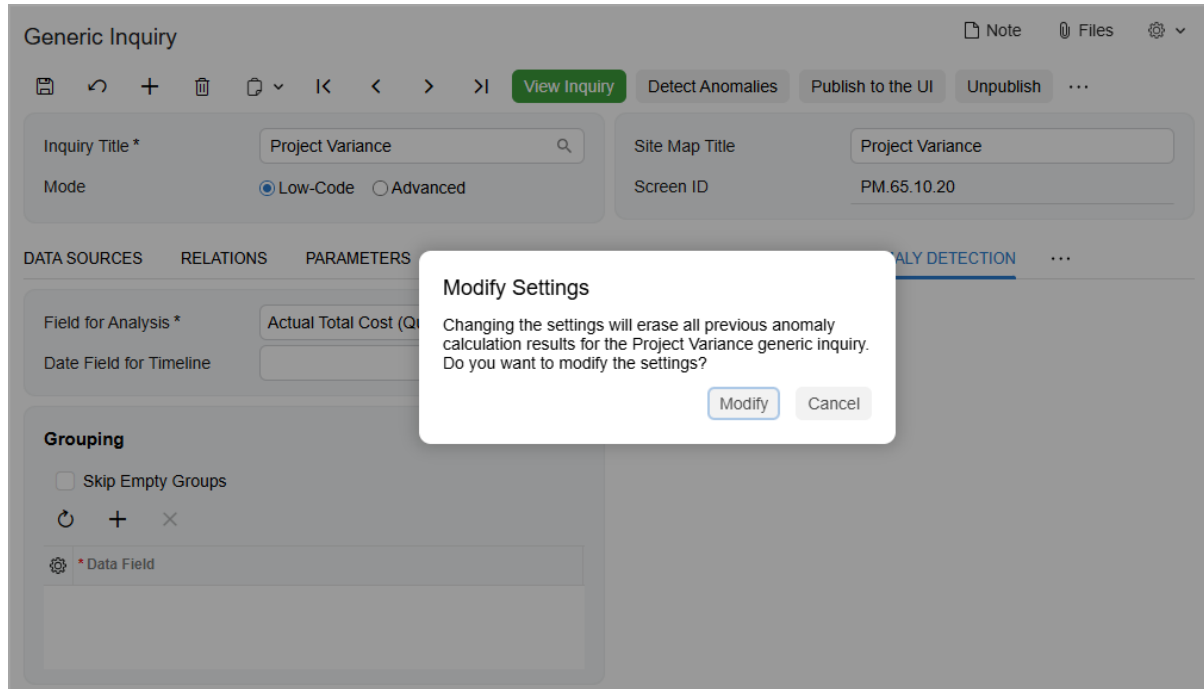 Generic Inquiry
Note
Files
View Inquiry
Detect Anomalies
Publish to the UI
Unpublish
Inquiry Title *
Project Variance
Site Map Title
Project Variance
Mode
Low-Code
Advanced
Screen ID
PM.65.10.20
DATA SOURCES
RELATIONS
PARAMETERS
DETECTION
Modify Settings
Changing the settings will erase all previous anomaly
calculation results for the Project Variance generic inquiry.
Do you want to modify the settings?
Modify
Cancel
Field for Analysis *
Actual Total Cost
Date Field for Timeline
Grouping
Skip Empty Groups
* Data Field